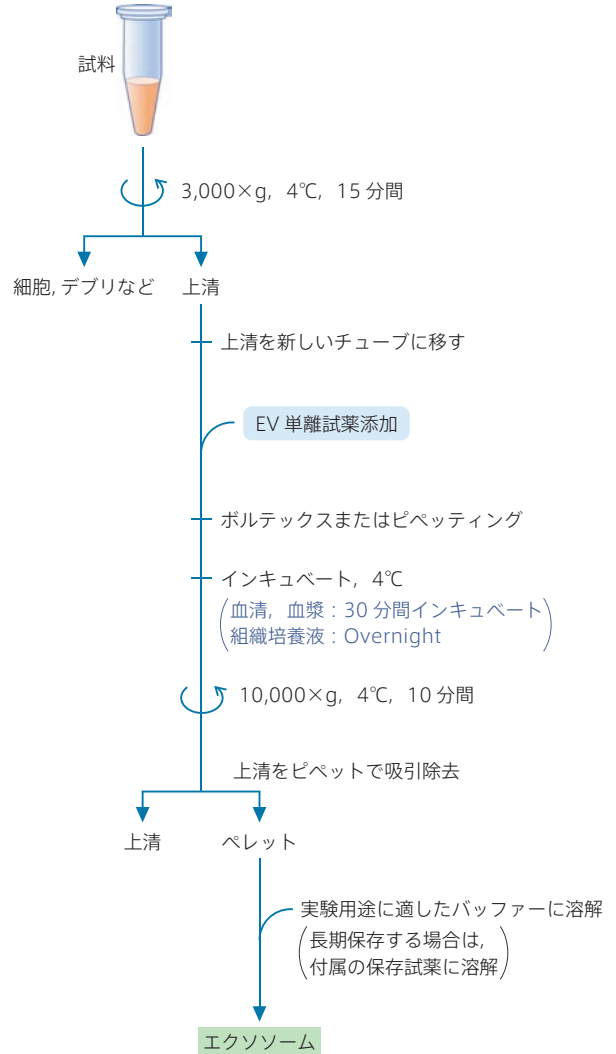 試料
3,000×g, 4℃, 15 分間
細胞, デブリなど
上清
上清を新しいチューブに移す
EV 単離試薬添加
ボルテックスまたはピペッティング
インキュベート, 4℃
(血清, 血漿：30 分間インキュベート
組織培養液：Overnight)
10,000×g, 4℃, 10 分間
上清をピペットで吸引除去
上清
ペレット
実験用途に適したバッファーに溶解
(長期保存する場合は,
付属の保存試薬に溶解)
エクソソーム